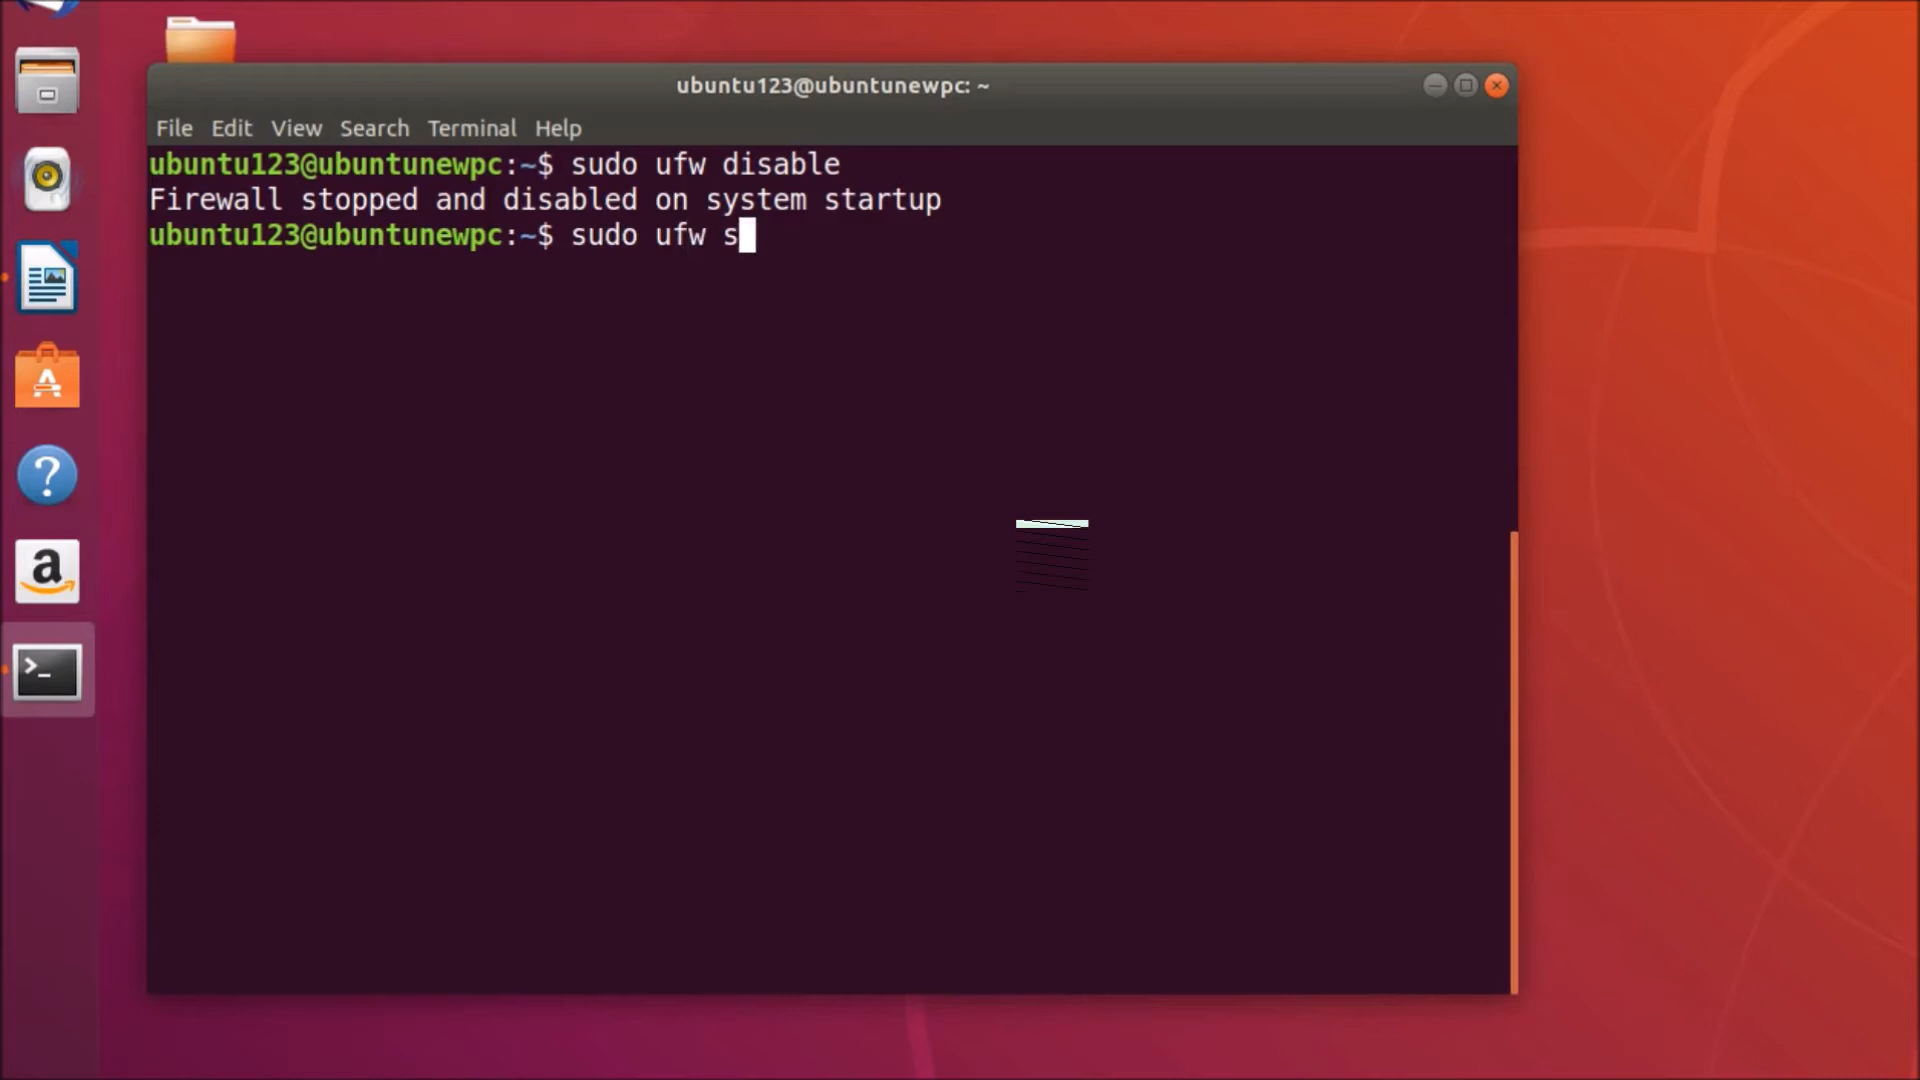 ubuntu123@ubuntunewpc: ~
File Edit View Search Terminal Help
ubuntu123@ubuntunewpc:~$ sudo ufw disable
Firewall stopped and disabled on system startup
ubuntu123@ubuntunewpc:~$ sudo ufw s